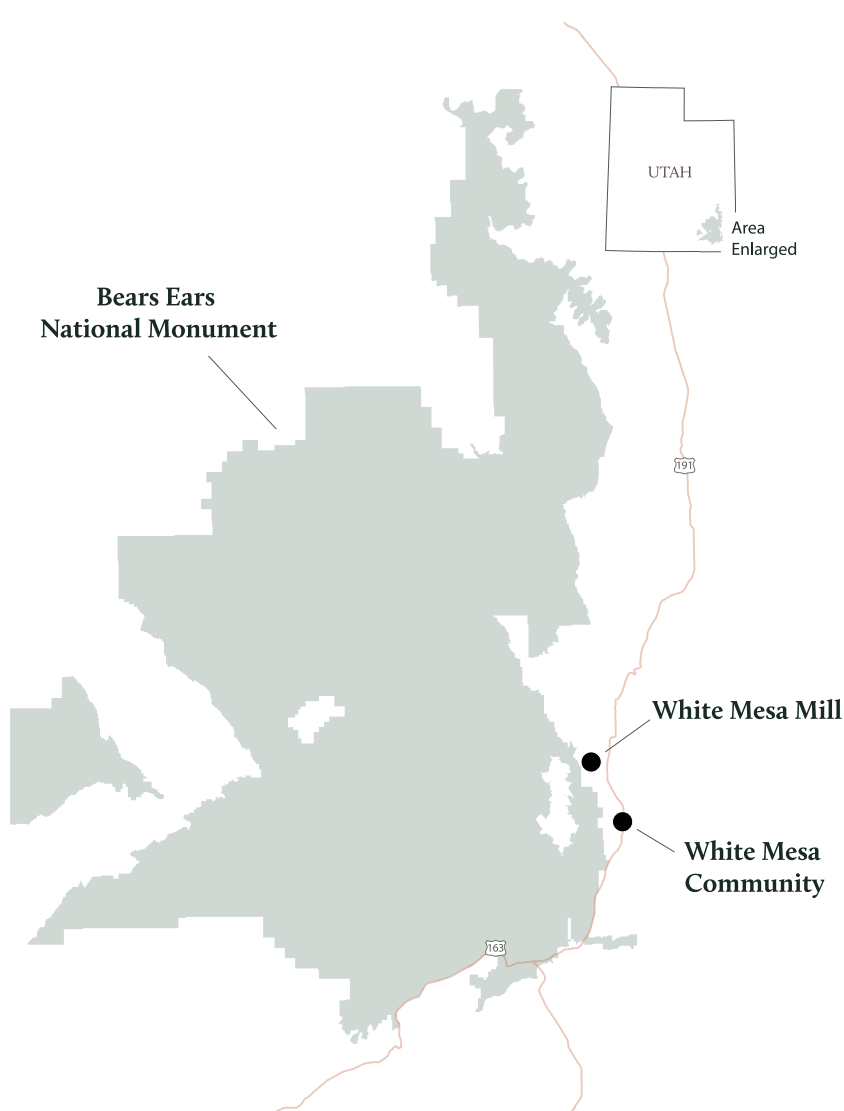 UTAH
Area
Enlarged
Bears Ears
National Monument
191
White Mesa Mill
White Mesa
Community
163